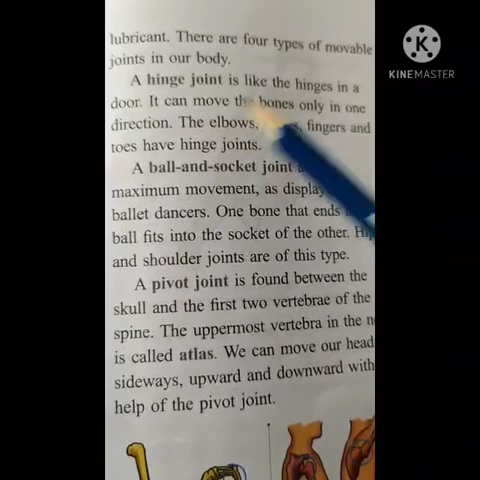 lubricant. There are four types of movable
joints in our body.
A hinge joint is like the hinges in a
door. It can move the bones only in one
direction. The elbows, fingers and
toes have hinge joints.
A ball-and-socket joint
maximum movement, as
ballet dancers. One bone that ends
ball fits into the socket of the other.
and shoulder joints are of this type.
A pivot joint is found between the
skull and the first two vertebrae of the
spine. The uppermost vertebra in the
is called atlas. We can move our head
sideways, upward and downward with
help of the pivot joint.
KINEMASTER